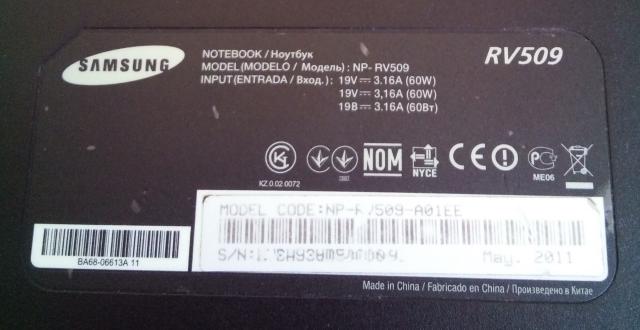 SAMSUNG
NOTEBOOK / Ноутбук
RV509
MODEL (MODELO / Модель) : NP- RV509
INPUT (ENTRADA / Вход.) : 19V⎓ 3.16A (60W)
19V⎓ 3,16A (60W)
19В⎓ 3.16A (60Вт)
KZ.0.02.0072
NOM
NYCE
CE
ME06
MODEL CODE:NP-RV509-A01EE
BA68-06613A 11
S/N:
May. 2011
Made in China / Fabricado en China / Произведено в Китае